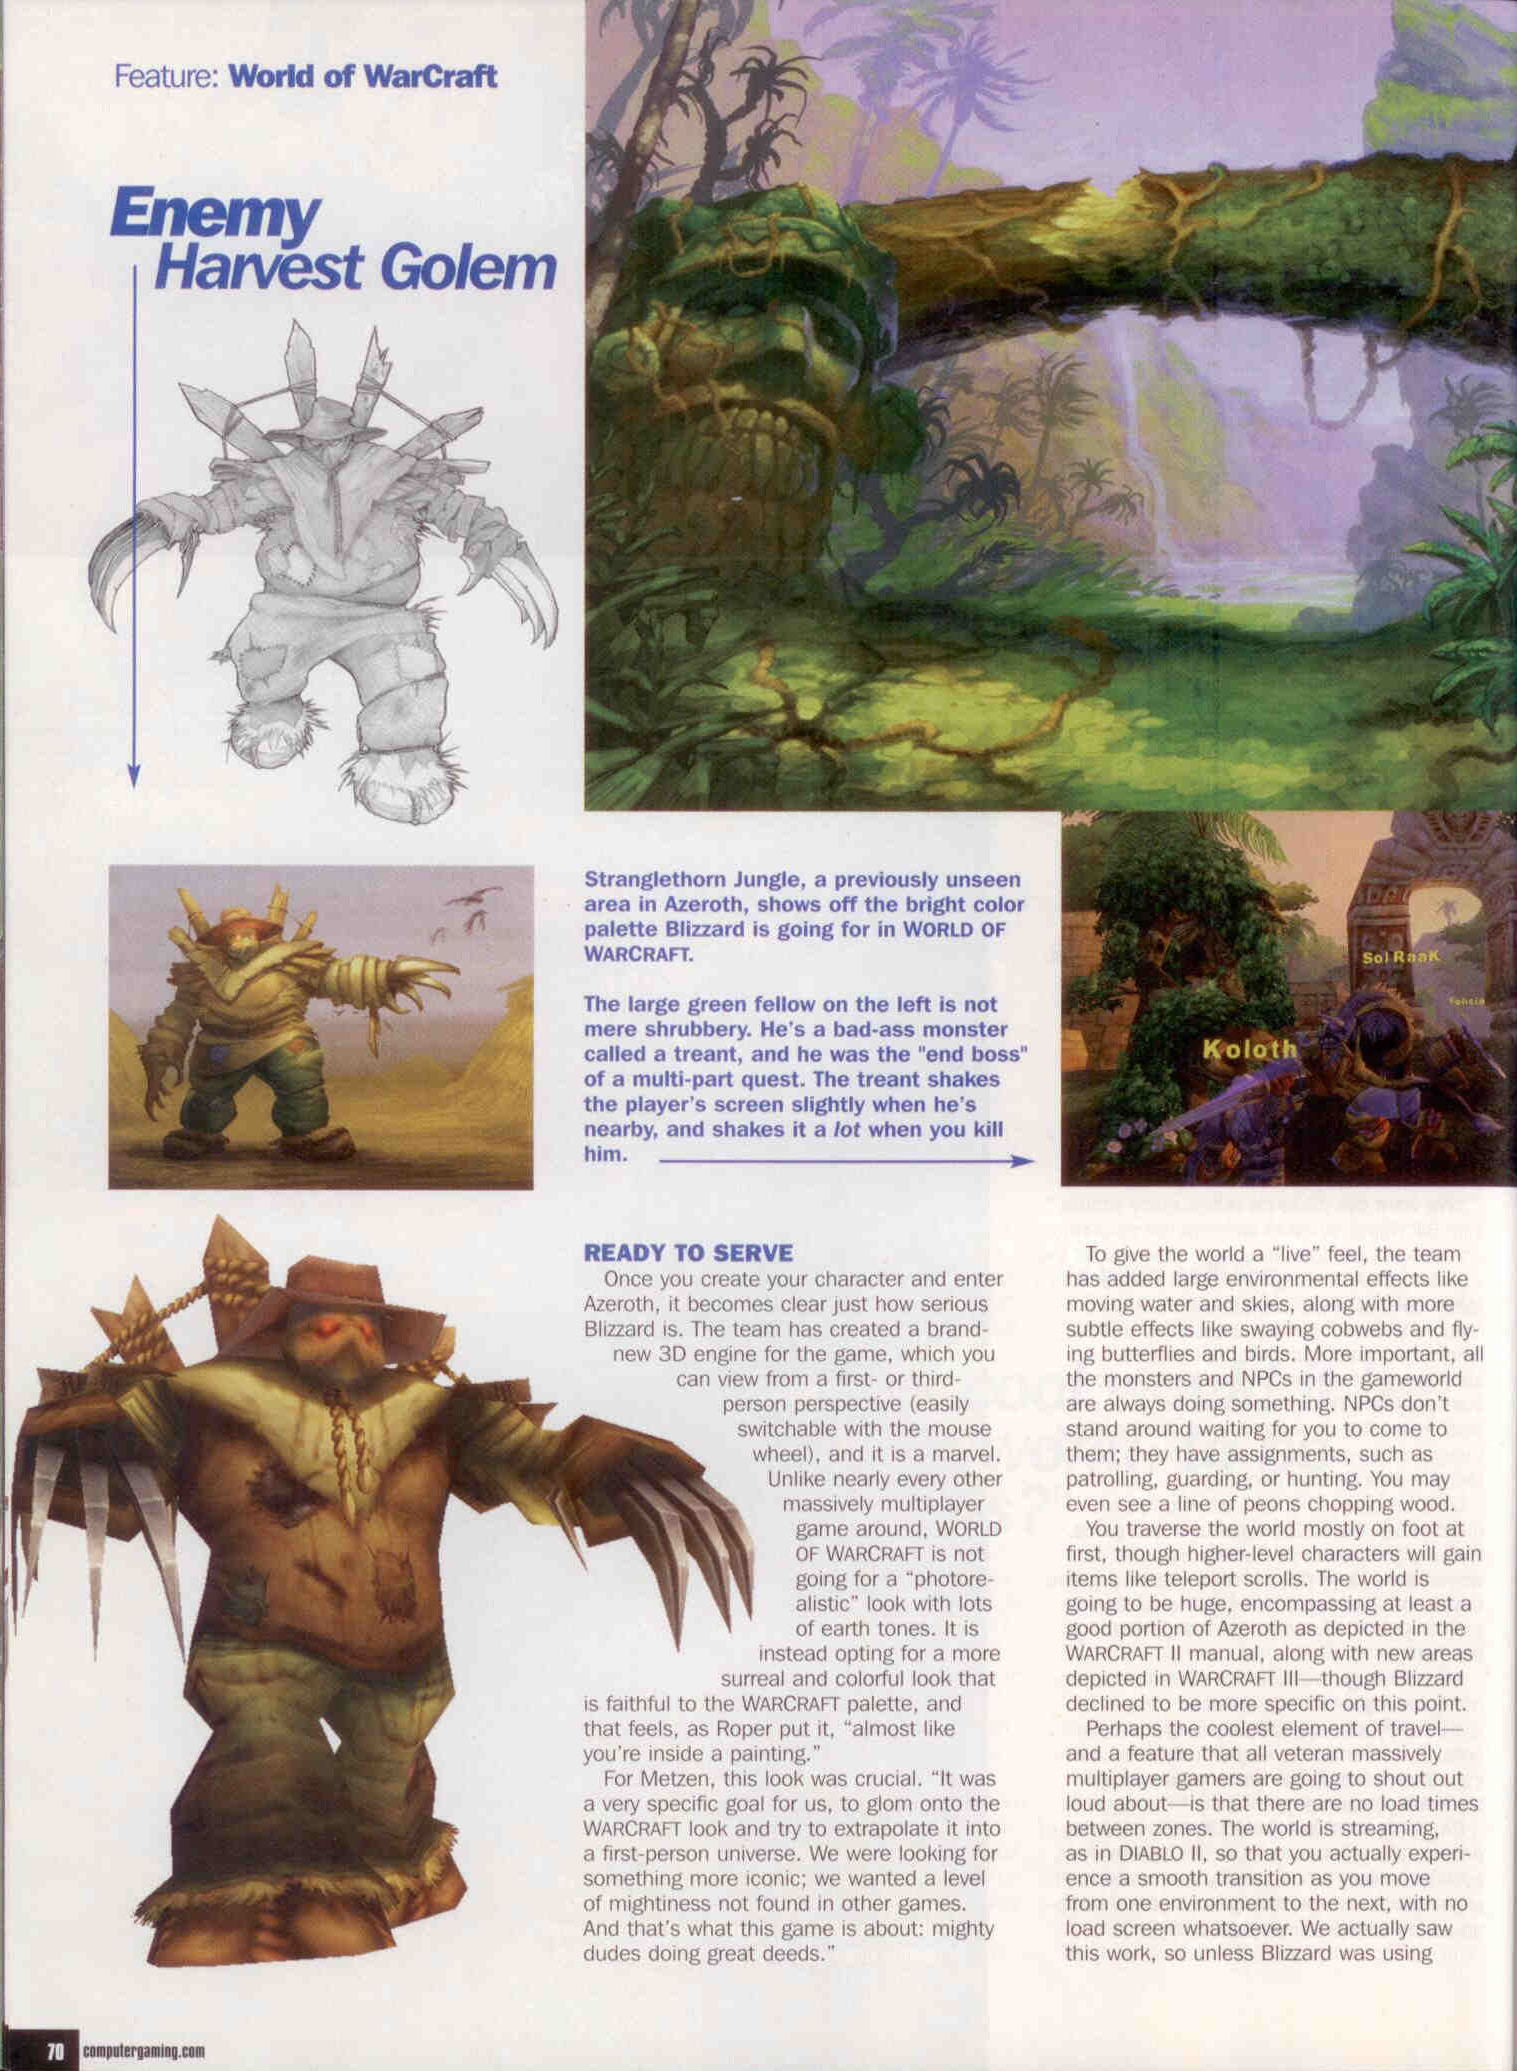 Feature: World of WarCraft
Enemy
Harvest Golem
Stranglethorn Jungle, a previously unseen
area in Azeroth, shows off the bright color
palette Blizzard is going for in WORLD OF
WARCRAFT.
The large green fellow on the left is not
mere shrubbery. He's a bad-ass monster
called a treant, and he was the "end boss"
of a multi-part quest. The treant shakes
the player's screen slightly when he's
nearby, and shakes it a lot when you kill
him.
Sol RaaK
Koloth
READY TO SERVE
Once you create your character and enter
Azeroth, it becomes clear just how serious
Blizzard is. The team has created a brand-
new 3D engine for the game, which you
can view from a first- or third-
person perspective (easily
switchable with the mouse
wheel), and it is a marvel.
Unlike nearly every other
massively multiplayer
game around, WORLD
OF WARCRAFT is not
going for a “photore-
alistic” look with lots
of earth tones. It is
instead opting for a more
surreal and colorful look that
is faithful to the WARCRAFT palette, and
that feels, as Roper put it, “almost like
you're inside a painting.”
For Metzen, this look was crucial. “It was
a very specific goal for us, to glom onto the
WARCRAFT look and try to extrapolate it into
a first-person universe. We were looking for
something more iconic; we wanted a level
of mightiness not found in other games.
And that's what this game is about: mighty
dudes doing great deeds.”
To give the world a “live” feel, the team
has added large environmental effects like
moving water and skies, along with more
subtle effects like swaying cobwebs and fly-
ing butterflies and birds. More important, all
the monsters and NPCs in the gameworld
are always doing something. NPCs don't
stand around waiting for you to come to
them; they have assignments, such as
patrolling, guarding, or hunting. You may
even see a line of peons chopping wood.
You traverse the world mostly on foot at
first, though higher-level characters will gain
items like teleport scrolls. The world is
going to be huge, encompassing at least a
good portion of Azeroth as depicted in the
WARCRAFT II manual, along with new areas
depicted in WARCRAFT III—though Blizzard
declined to be more specific on this point.
Perhaps the coolest element of travel—
and a feature that all veteran massively
multiplayer gamers are going to shout out
loud about—is that there are no load times
between zones. The world is streaming,
as in DIABLO II, so that you actually experi-
ence a smooth transition as you move
from one environment to the next, with no
load screen whatsoever. We actually saw
this work, so unless Blizzard was using
70 computergaming.com